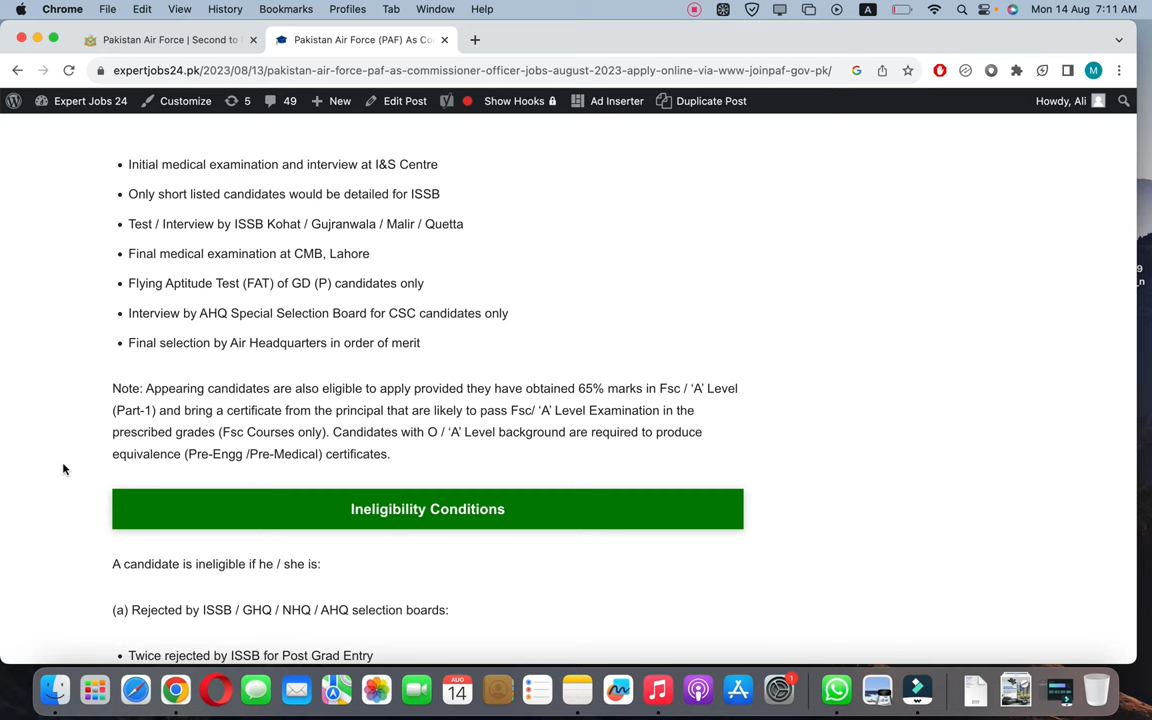 Chrome File Edit View History Bookmarks Profiles Tab Window Help A Mon 14 Aug 7:11 AM
Pakistan Air Force | Second to Pakistan Air Force (PAF) As Co
expertjobs24.pk/2023/08/13/pakistan-air-force-paf-as-commissioner-officer-jobs-august-2023-apply-online-via-www-joinpaf-gov-pk/ M
Expert Jobs 24 Customize 5 49 New Edit Post Show Hooks Ad Inserter Duplicate Post Howdy, Ali
• Initial medical examination and interview at I&S Centre
• Only short listed candidates would be detailed for ISSB
• Test / Interview by ISSB Kohat / Gujranwala / Malir / Quetta
• Final medical examination at CMB, Lahore
• Flying Aptitude Test (FAT) of GD (P) candidates only
• Interview by AHQ Special Selection Board for CSC candidates only
• Final selection by Air Headquarters in order of merit
Note: Appearing candidates are also eligible to apply provided they have obtained 65% marks in Fsc / ‘A’ Level
(Part-1) and bring a certificate from the principal that are likely to pass Fsc/ ‘A’ Level Examination in the
prescribed grades (Fsc Courses only). Candidates with O / ‘A’ Level background are required to produce
equivalence (Pre-Engg /Pre-Medical) certificates.
Ineligibility Conditions
A candidate is ineligible if he / she is:
(a) Rejected by ISSB / GHQ / NHQ / AHQ selection boards:
• Twice rejected by ISSB for Post Grad Entry
9
_n
AUG
14
1